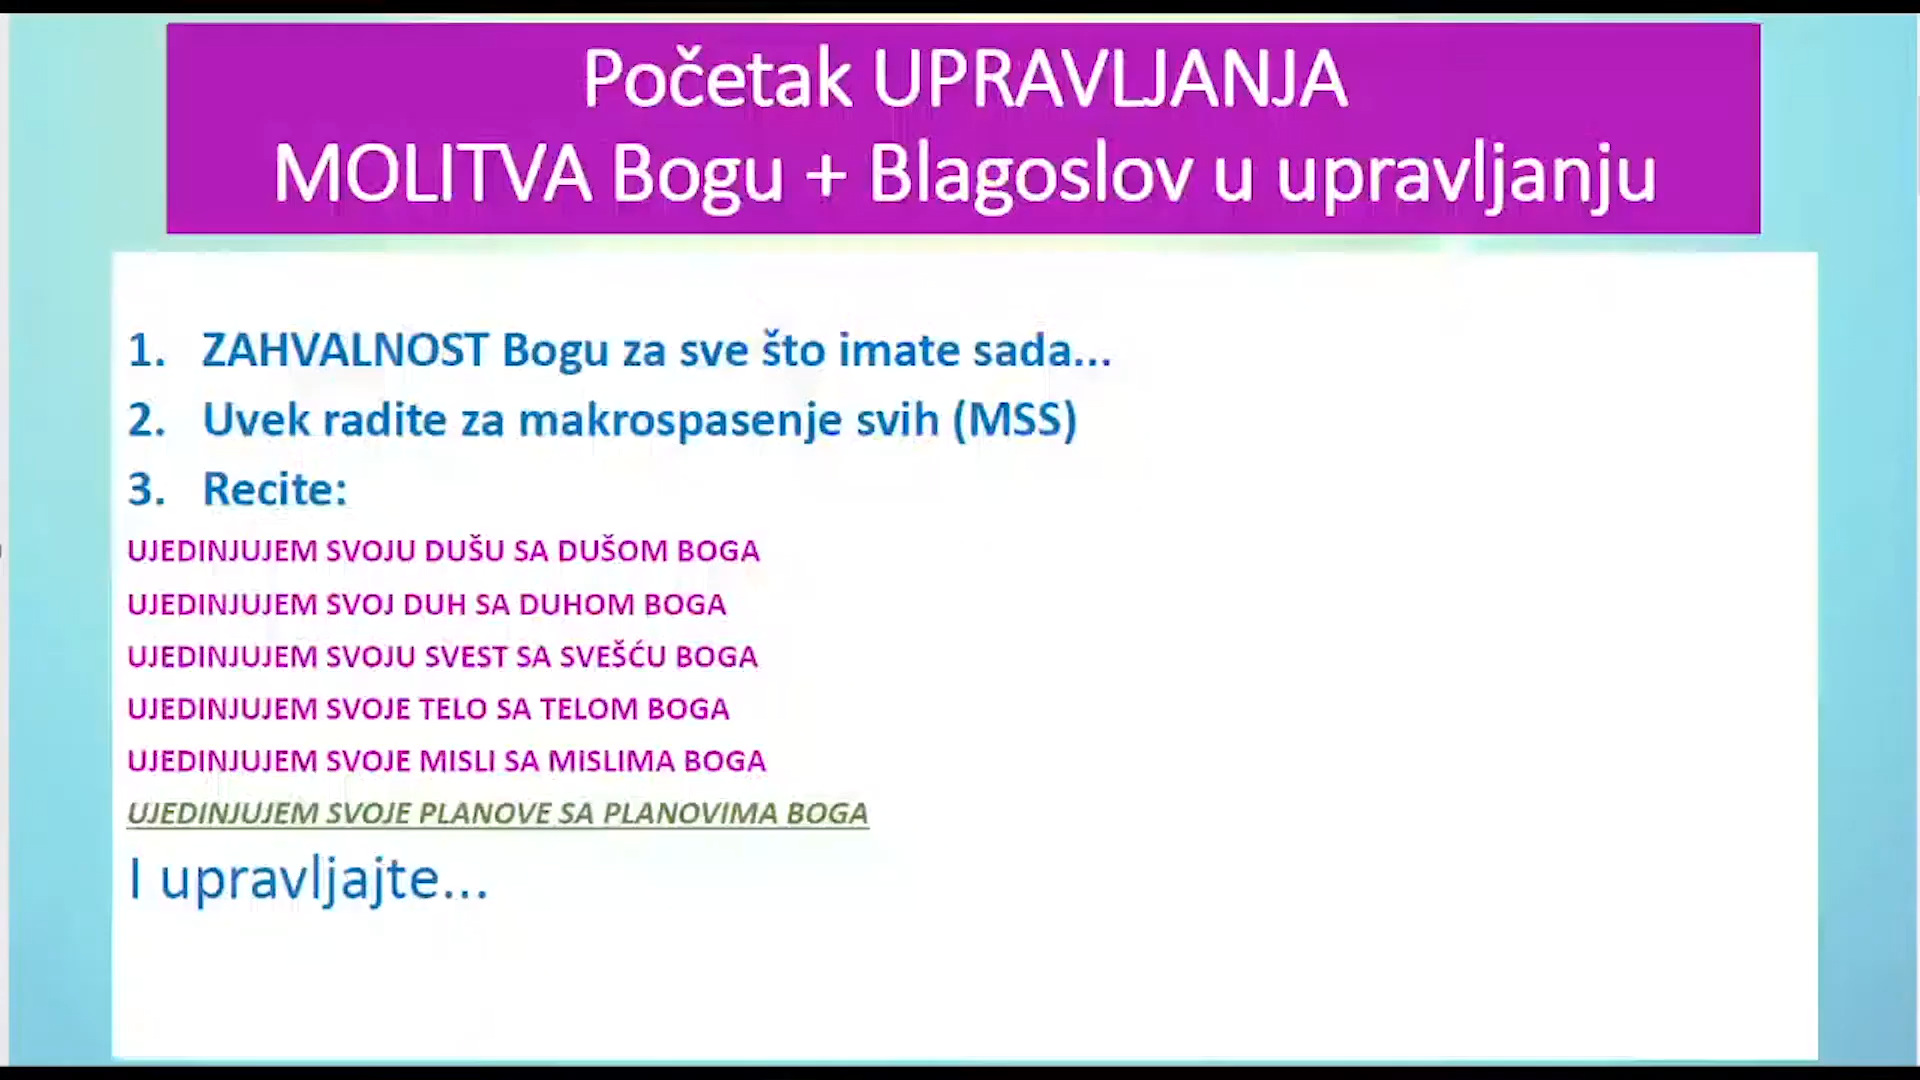 Početak UPRAVLJANJA
MOLITVA Bogu + Blagoslov u upravljanju
1. ZAHVALNOST Bogu za sve što imate sada...
2. Uvek radite za makrospasenje svih (MSS)
3. Recite:
UJEDINJUJEM SVOJU DUŠU SA DUŠOM BOGA
UJEDINJUJEM SVOJ DUH SA DUHOM BOGA
UJEDINJUJEM SVOJU SVEST SA SVEŠĆU BOGA
UJEDINJUJEM SVOJE TELO SA TELOM BOGA
UJEDINJUJEM SVOJE MISLI SA MISLIMA BOGA
UJEDINJUJEM SVOJE PLANOVE SA PLANOVIMA BOGA
I upravljajte...